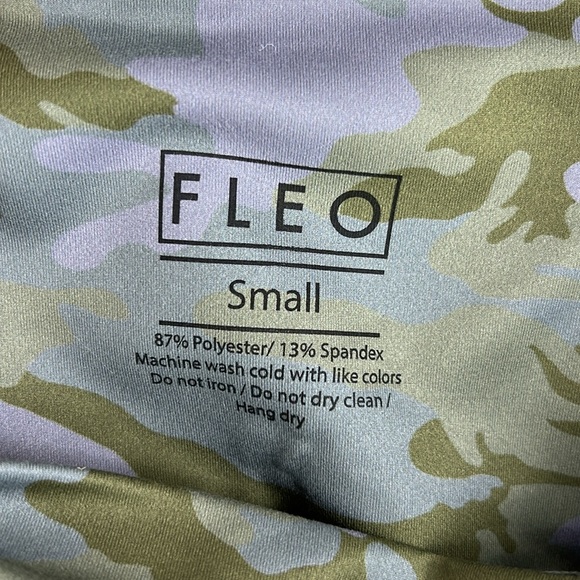 FLEO
Small
87% Polyester/ 13% Spandex
Machine wash cold with like colors
Do not iron / Do not dry clean /
Hang dry